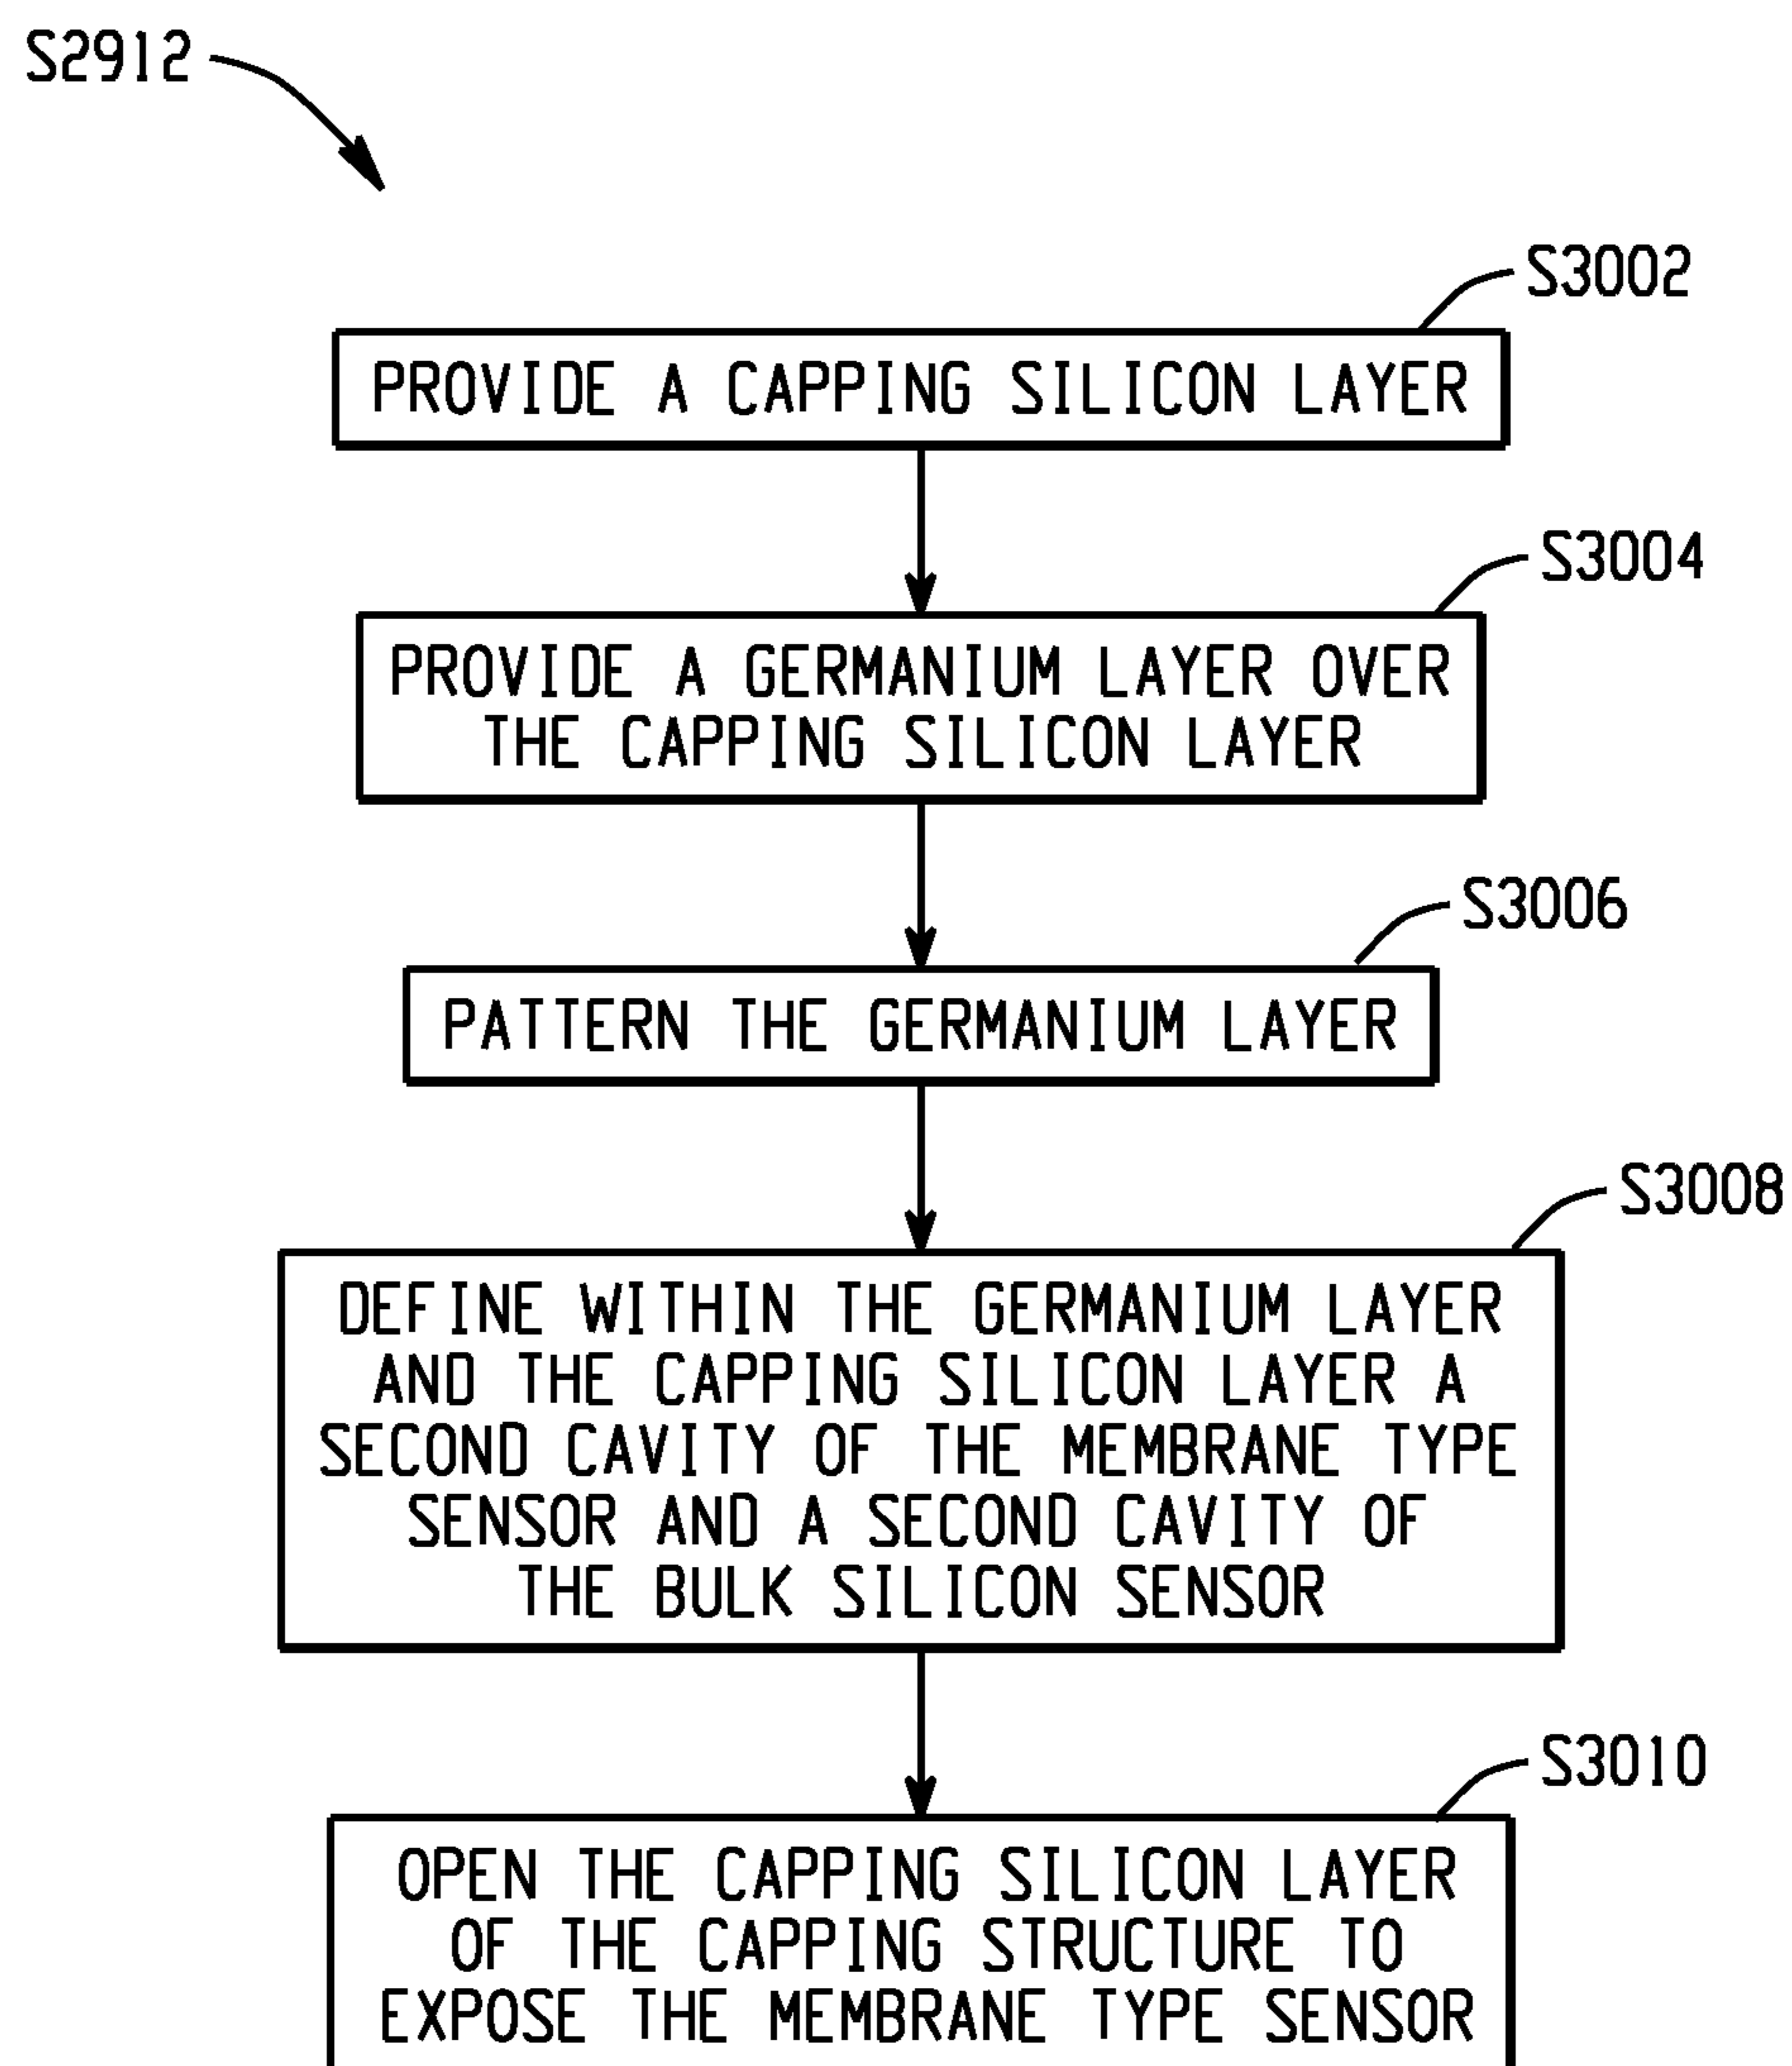 S2912
S3002
PROVIDE A CAPPING SILICON LAYER
S3004
PROVIDE A GERMANIUM LAYER OVER
THE CAPPING SILICON LAYER
S3006
PATTERN THE GERMANIUM LAYER
S3008
DEFINE WITHIN THE GERMANIUM LAYER
AND THE CAPPING SILICON LAYER A
SECOND CAVITY OF THE MEMBRANE TYPE
SENSOR AND A SECOND CAVITY OF
THE BULK SILICON SENSOR
S3010
OPEN THE CAPPING SILICON LAYER
OF THE CAPPING STRUCTURE TO
EXPOSE THE MEMBRANE TYPE SENSOR